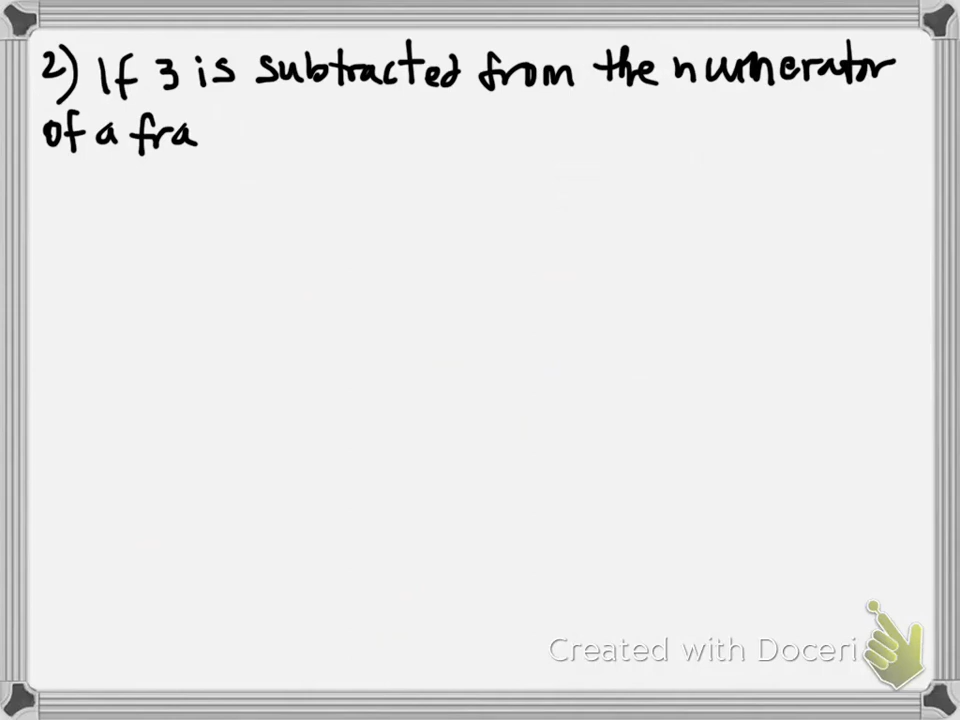 2) If 3 is subtracted from the numerator
of a fra
Created with Doceri